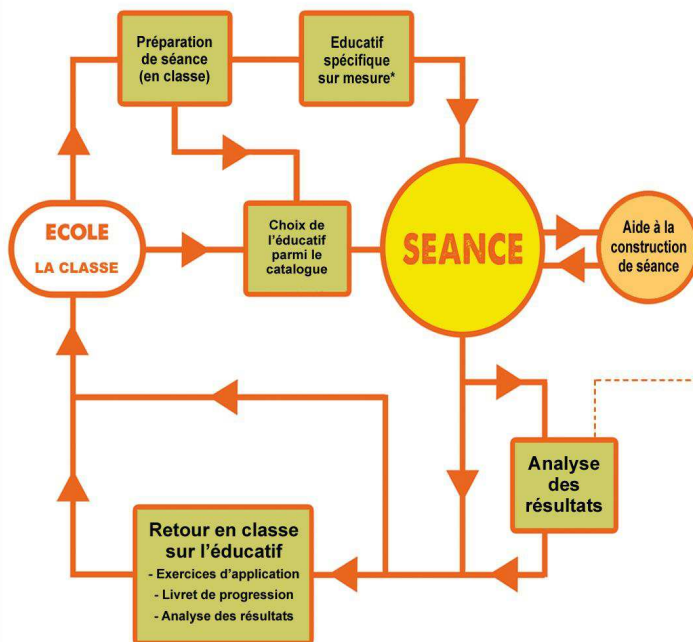 Préparation
de séance
(en classe)
Educatif
spécifique
sur mesure*
ECOLE
LA CLASSE
Choix de
l'éducatif
parmi le
catalogue
SEANCE
Aide à la
construction
de séance
Analyse
des
résultats
Retour en classe
sur l'éducatif
- Exercices d'application
- Livret de progression
- Analyse des résultats